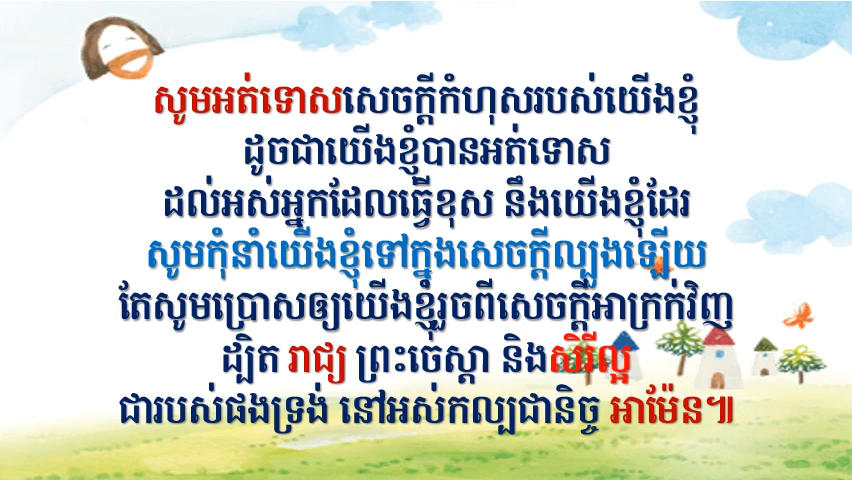 សូមអត់ទោសសេចក្ដីកំហុសរបស់យើងខ្ញុំ
ដូចជាយើងខ្ញុំបានអត់ទោស
ដល់អស់អ្នកដែលធ្វើខុស នឹងយើងខ្ញុំដែរ
សូមកុំនាំយើងខ្ញុំទៅក្នុងសេចក្ដីល្បួងឡើយ
តែសូមប្រោសឲ្យយើងខ្ញុំរួចពីសេចក្ដីអាក្រក់វិញ
ដ្បិត រាជ្យ ព្រះចេស្ដា និងសិរីល្អ
ជារបស់ផងទ្រង់ នៅអស់កល្បជានិច្ច អាម៉ែន៕